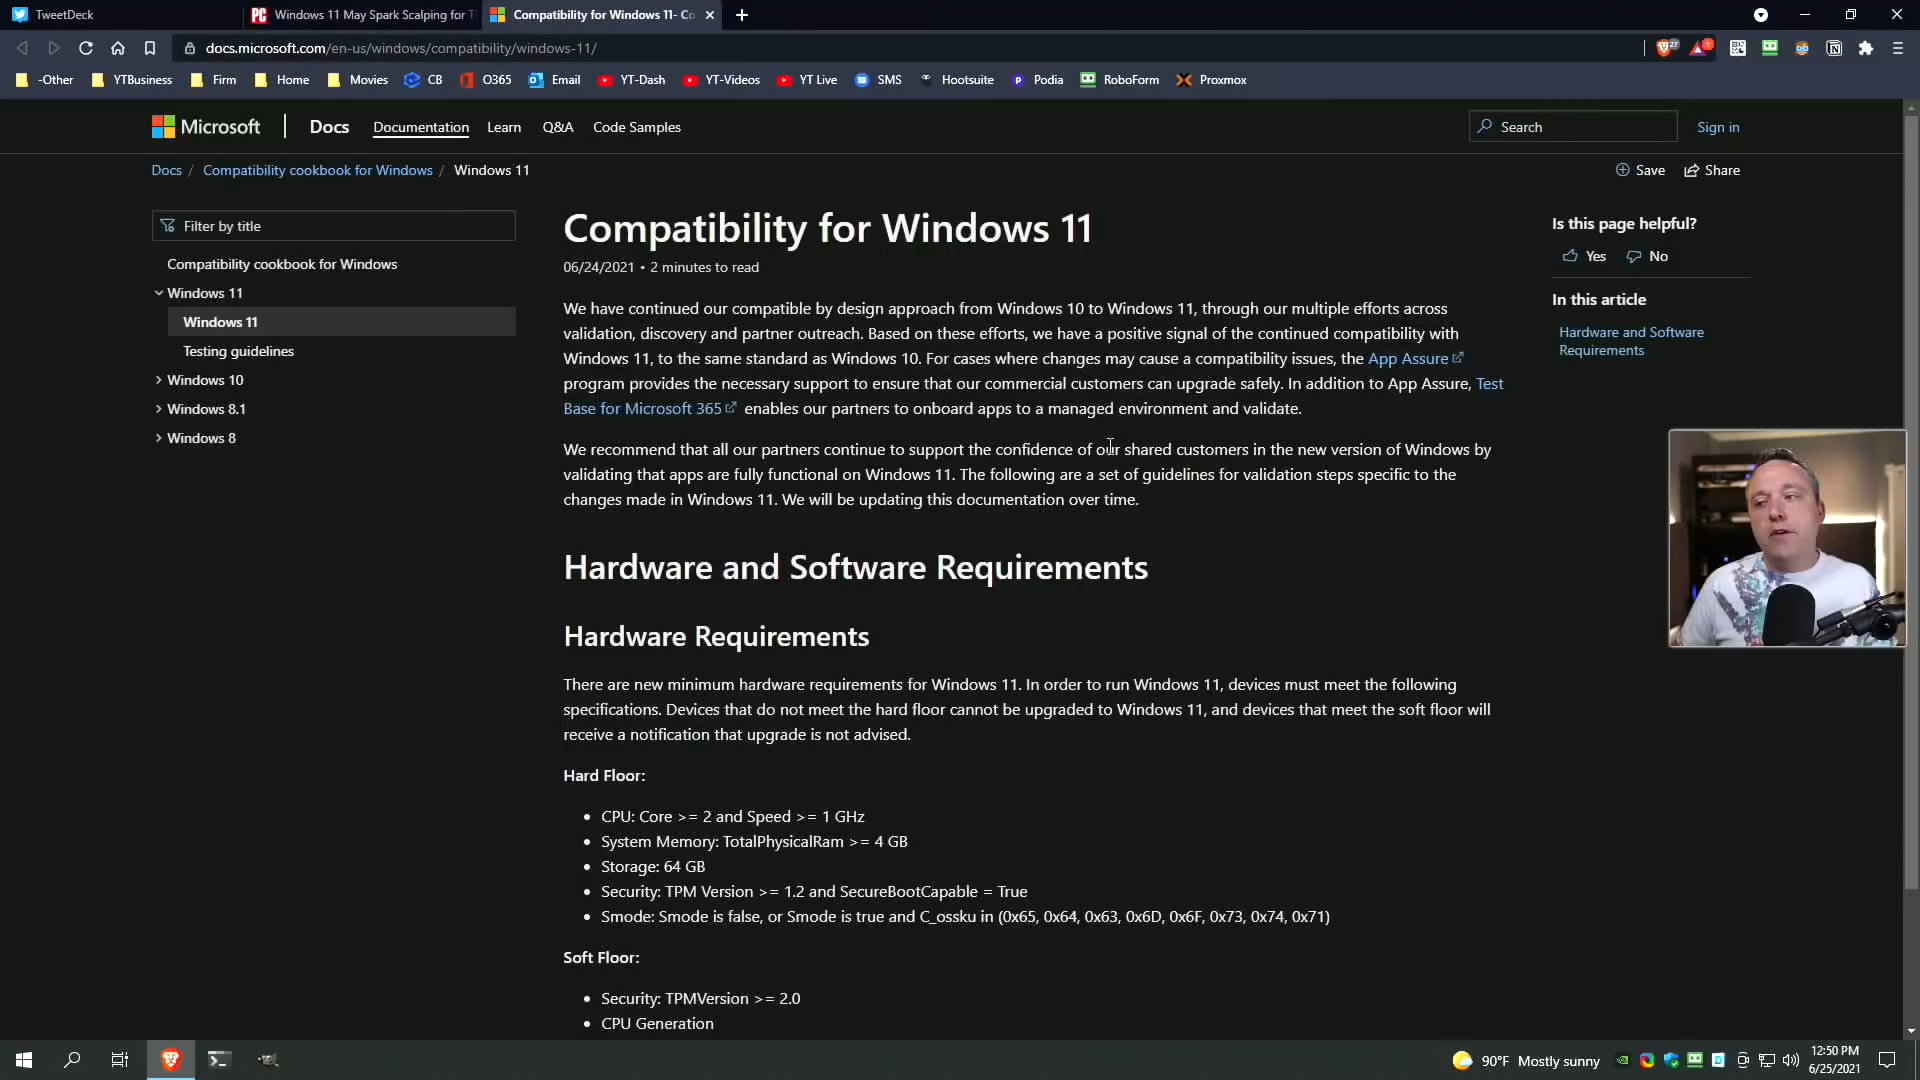 TweetDeck
Windows 11 May Spark Scalping for T
Compatibility for Windows 11- Co
docs.microsoft.com/en-us/windows/compatibility/windows-11/
27
1
-Other
YTBusiness
Firm
Home
Movies
CB
O365
Email
YT-Dash
YT-Videos
YT Live
SMS
Hootsuite
Podia
RoboForm
Proxmox
Microsoft
Docs
Documentation
Learn
Q&A
Code Samples
Search
Sign in
Docs / Compatibility cookbook for Windows / Windows 11
Save
Share
Filter by title
Compatibility cookbook for Windows
Windows 11
Windows 11
Testing guidelines
Windows 10
Windows 8.1
Windows 8
Compatibility for Windows 11
06/24/2021 • 2 minutes to read
We have continued our compatible by design approach from Windows 10 to Windows 11, through our multiple efforts across
validation, discovery and partner outreach. Based on these efforts, we have a positive signal of the continued compatibility with
Windows 11, to the same standard as Windows 10. For cases where changes may cause a compatibility issues, the App Assure
program provides the necessary support to ensure that our commercial customers can upgrade safely. In addition to App Assure, Test
Base for Microsoft 365 enables our partners to onboard apps to a managed environment and validate.
We recommend that all our partners continue to support the confidence of our shared customers in the new version of Windows by
validating that apps are fully functional on Windows 11. The following are a set of guidelines for validation steps specific to the
changes made in Windows 11. We will be updating this documentation over time.
Hardware and Software Requirements
Hardware Requirements
There are new minimum hardware requirements for Windows 11. In order to run Windows 11, devices must meet the following
specifications. Devices that do not meet the hard floor cannot be upgraded to Windows 11, and devices that meet the soft floor will
receive a notification that upgrade is not advised.
Hard Floor:
• CPU: Core >= 2 and Speed >= 1 GHz
• System Memory: TotalPhysicalRam >= 4 GB
• Storage: 64 GB
• Security: TPM Version >= 1.2 and SecureBootCapable = True
• Smode: Smode is false, or Smode is true and C_ossku in (0x65, 0x64, 0x63, 0x6D, 0x6F, 0x73, 0x74, 0x71)
Soft Floor:
• Security: TPMVersion >= 2.0
• CPU Generation
Is this page helpful?
Yes
No
In this article
Hardware and Software
Requirements
90°F Mostly sunny
12:50 PM
6/25/2021